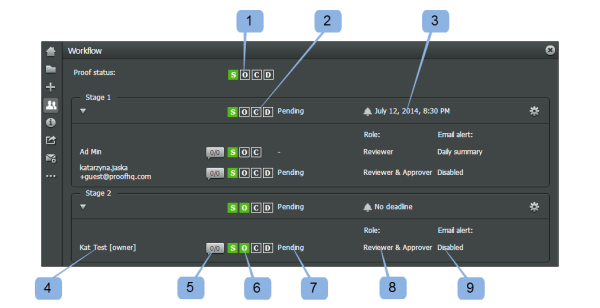 1 2 3
Workflow
Proof status: S O C D
Stage 1
S O C D Pending July 12, 2014, 8:30 PM
Role: Email alert:
Ad Min 0/0 S O C - Reviewer Daily summary
katarzyna.jaska
+guest@proofhq.com 0/0 S O C D Pending Reviewer & Approver Disabled
Stage 2
S O C D Pending No deadline
Role: Email alert:
Kat_Test [owner] 0/0 S O C D Pending Reviewer & Approver Disabled
4 5 6 7 8 9